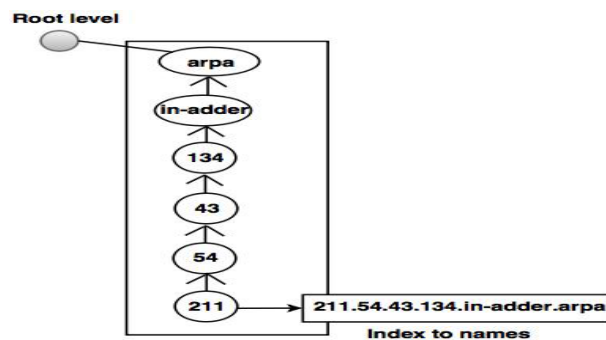 Root level
arpa
in-adder
134
43
54
211
211.54.43.134.in-adder.arpa
Index to names